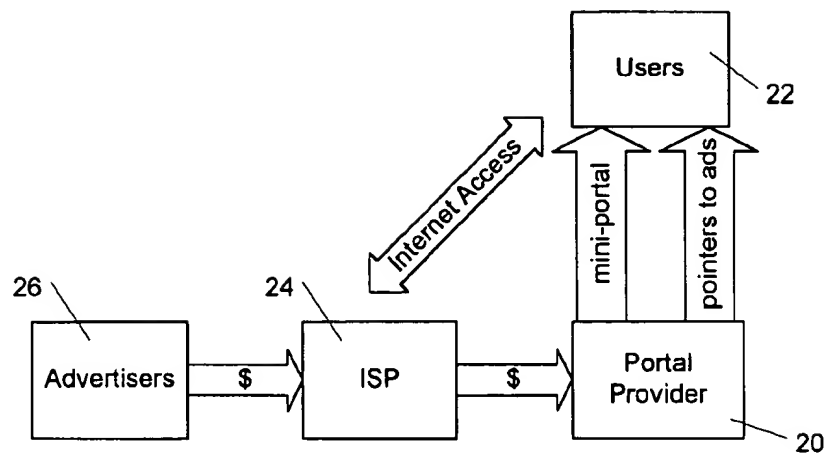 Users
22
Internet Access
mini-portal
pointers to ads
26
24
Advertisers
$
ISP
$
Portal
Provider
20